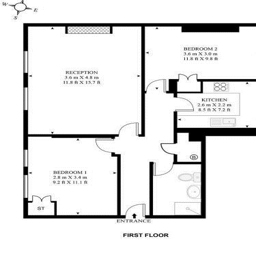 W
S
E
RECEPTION
3.6 m x 4.8 m
11.8 ft x 15.7 ft
BEDROOM 2
3.6 m x 3.0 m
11.8 ft x 9.8 ft
KITCHEN
2.6 m x 2.2 m
8.5 ft x 7.2 ft
BEDROOM 1
2.8 m x 3.4 m
9.2 ft x 11.1 ft
B
ST
ENTRANCE
FIRST FLOOR